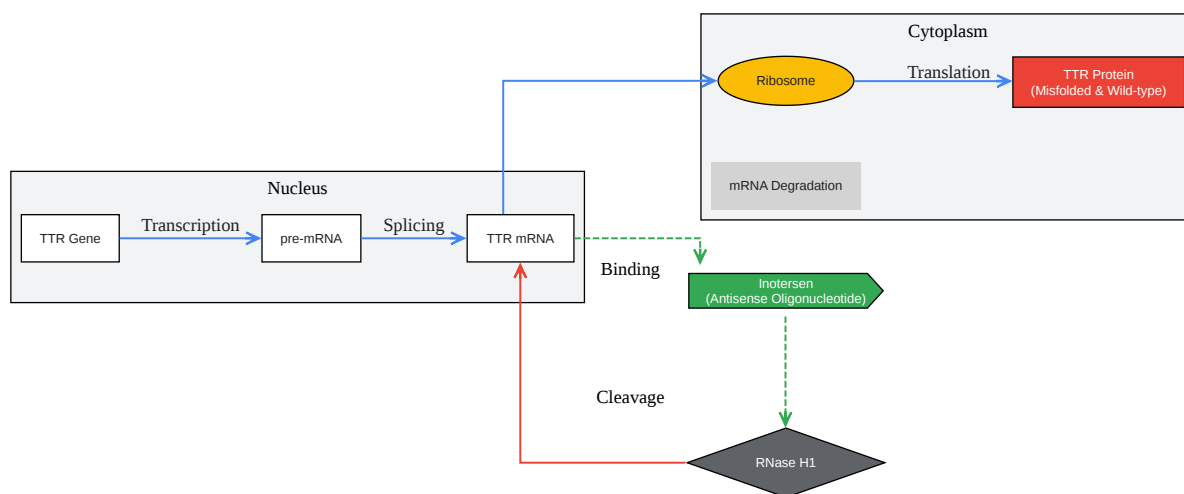 Cytoplasm
Ribosome
Translation
TTR Protein
(Misfolded & Wild-type)
mRNA Degradation
Nucleus
TTR Gene
Transcription
pre-mRNA
Splicing
TTR mRNA
Binding
Inotersen
(Antisense Oligonucleotide)
Cleavage
RNase H1